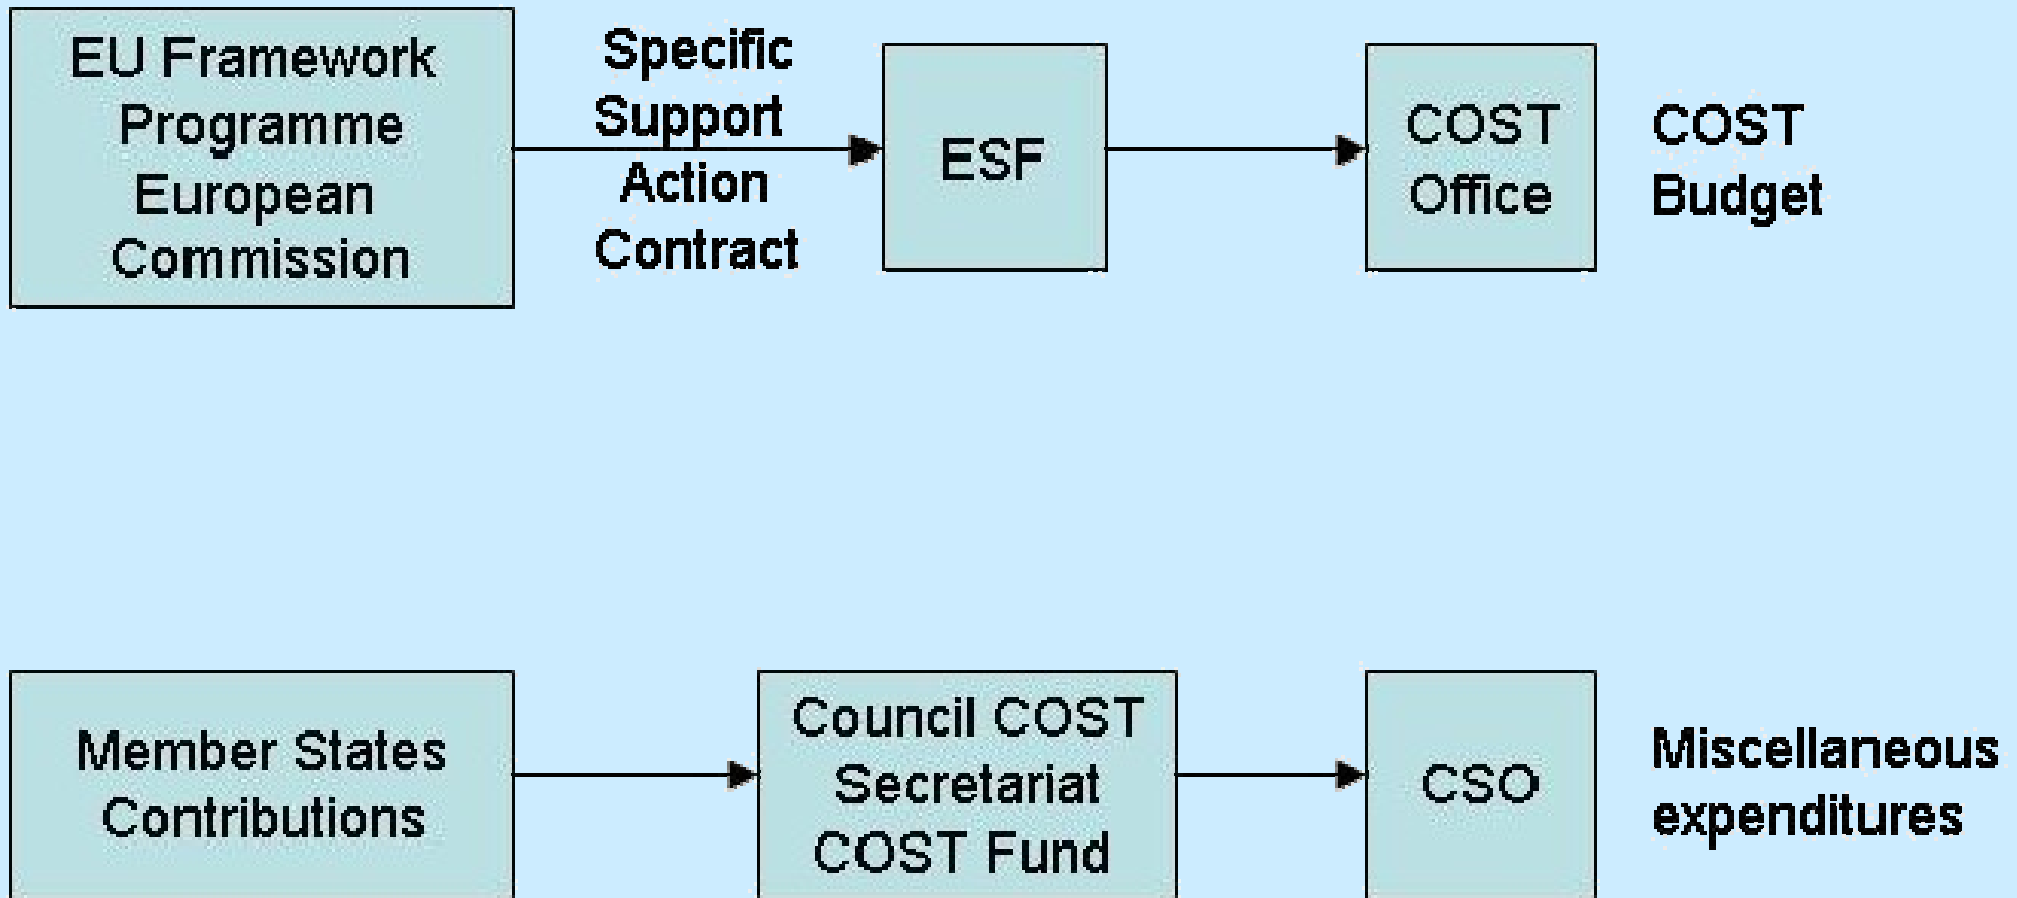 EU Framework
Programme
European
Commission
Specific
Support
Action
Contract
ESF
COST
Office
COST
Budget
Member States
Contributions
Council COST
Secretariat
COST Fund
CSO
Miscellaneous
expenditures